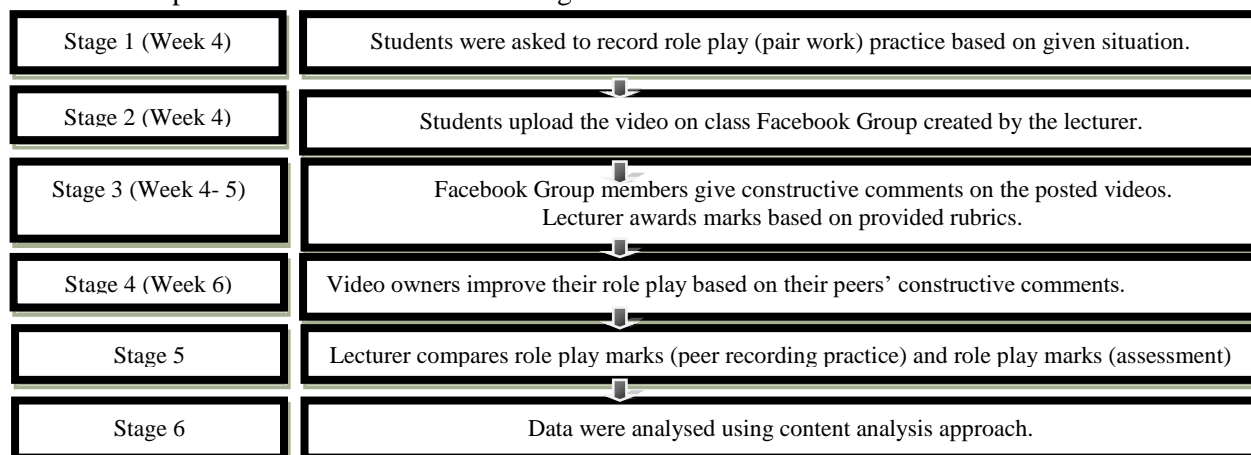 Stage 1 (Week 4)
Students were asked to record role play (pair work) practice based on given situation.
Stage 2 (Week 4)
Students upload the video on class Facebook Group created by the lecturer.
Stage 3 (Week 4- 5)
Facebook Group members give constructive comments on the posted videos.
Lecturer awards marks based on provided rubrics.
Stage 4 (Week 6)
Video owners improve their role play based on their peers’ constructive comments.
Stage 5
Lecturer compares role play marks (peer recording practice) and role play marks (assessment)
Stage 6
Data were analysed using content analysis approach.